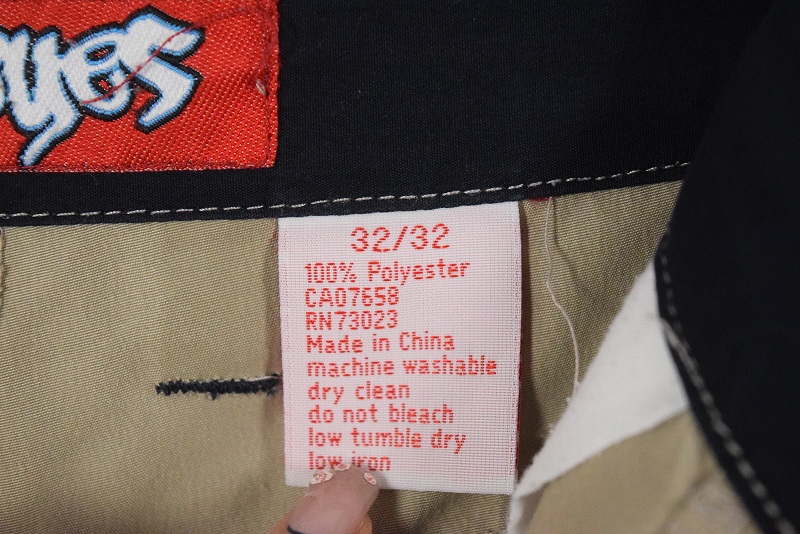 yes
32/32
100% Polyester
CA07658
RN73023
Made in China
machine washable
dry clean
do not bleach
low tumble dry
low iron